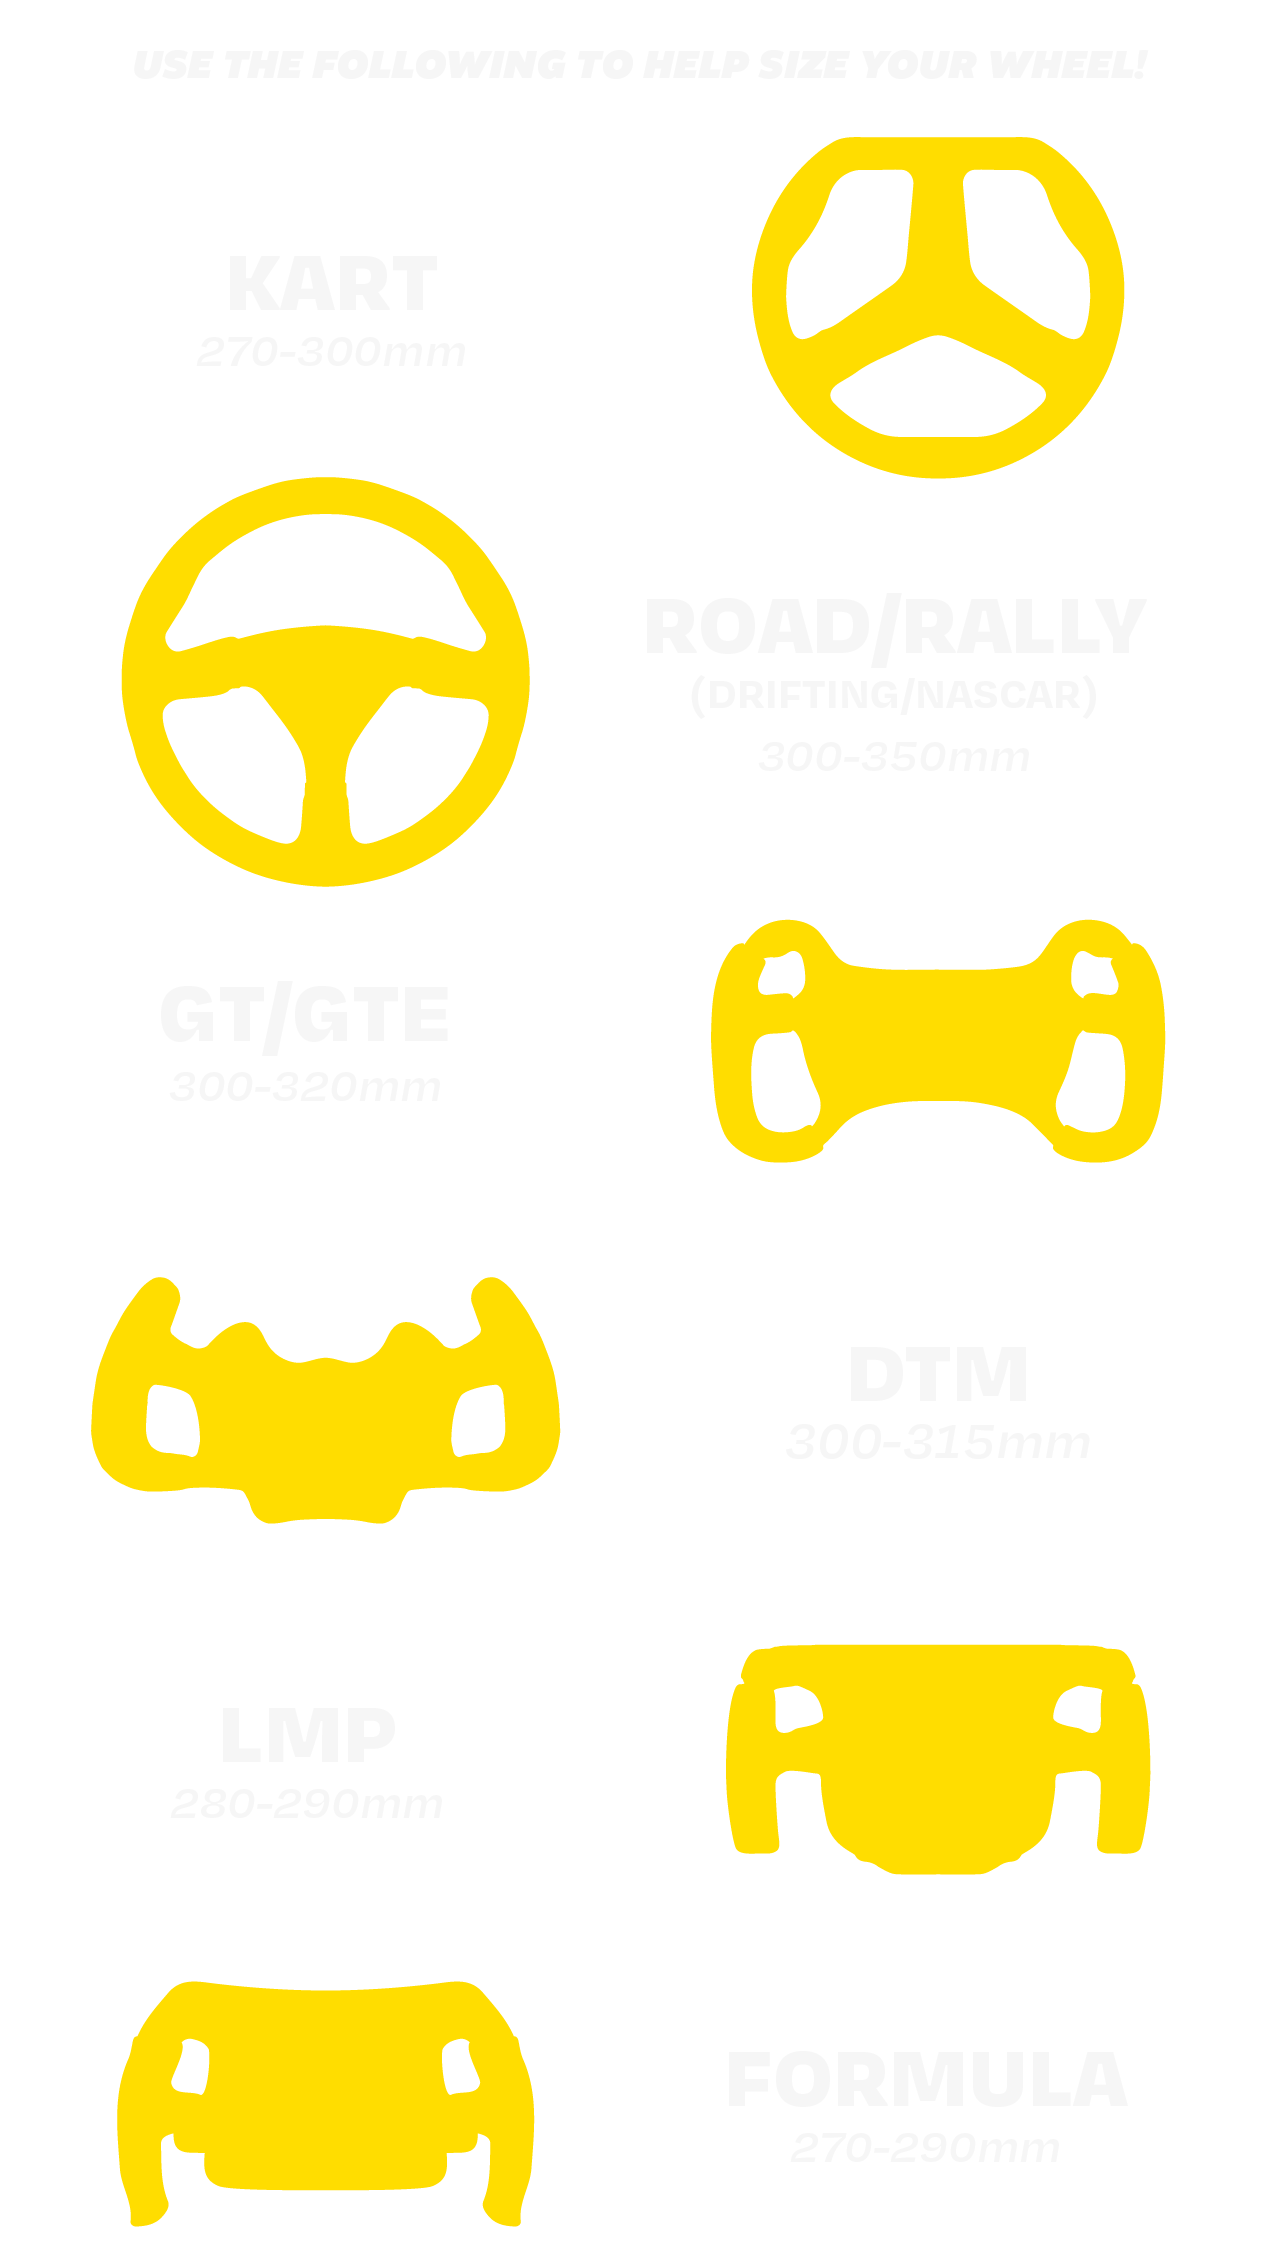 USE THE FOLLOWING TO HELP SIZE YOUR WHEEL!
KART
270-300mm
ROAD/RALLY
(DRIFTING/NASCAR)
300-350mm
GT/GTE
300-320mm
DTM
300-315mm
LMP
280-290mm
FORMULA
270-290mm